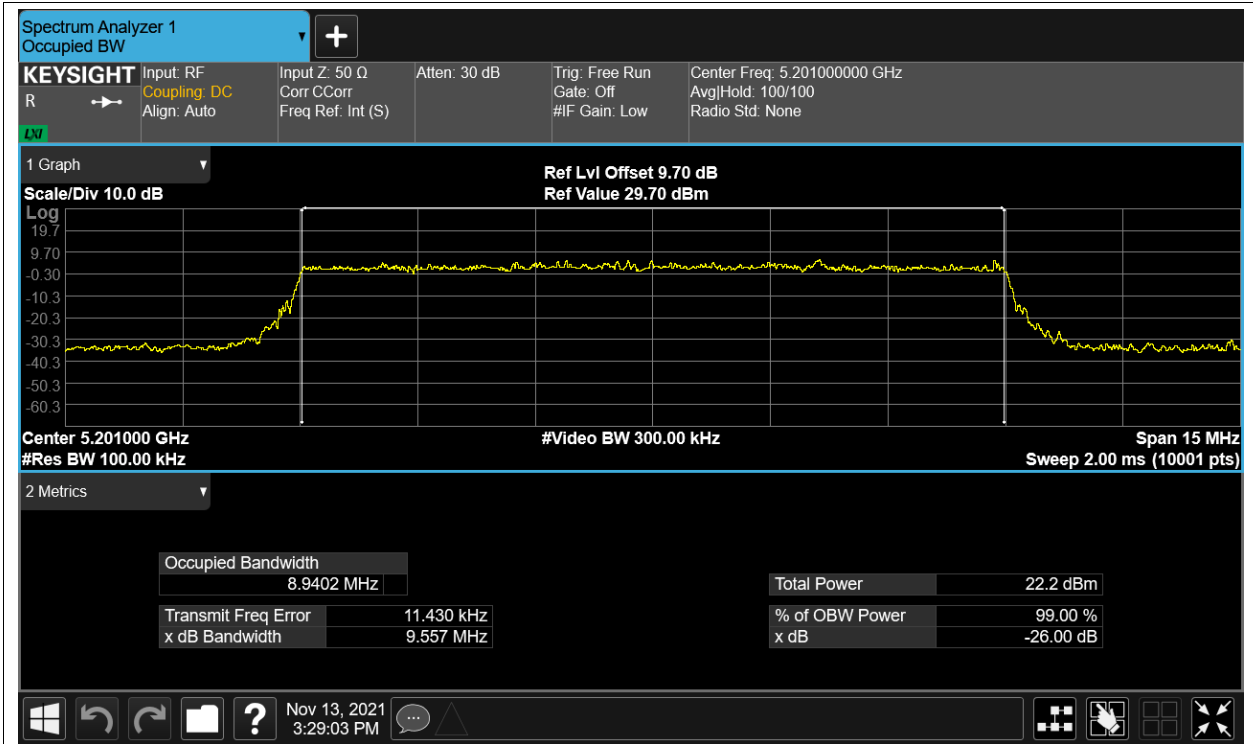 Spectrum Analyzer 1
Occupied BW
KEYSIGHT
R
LXI
Input: RF
Coupling: DC
Align: Auto
Input Z: 50 Ω
Corr CCorr
Freq Ref: Int (S)
Atten: 30 dB
Trig: Free Run
Gate: Off
#IF Gain: Low
Center Freq: 5.201000000 GHz
Avg|Hold: 100/100
Radio Std: None
1 Graph
Scale/Div 10.0 dB
Ref Lvl Offset 9.70 dB
Ref Value 29.70 dBm
Log
19.7
9.70
-0.30
-10.3
-20.3
-30.3
-40.3
-50.3
-60.3
Center 5.201000 GHz
#Res BW 100.00 kHz
#Video BW 300.00 kHz
Span 15 MHz
Sweep 2.00 ms (10001 pts)
2 Metrics
Occupied Bandwidth
8.9402 MHz
Transmit Freq Error 11.430 kHz
x dB Bandwidth 9.557 MHz
Total Power 22.2 dBm
% of OBW Power 99.00 %
x dB -26.00 dB
?
Nov 13, 2021
3:29:03 PM